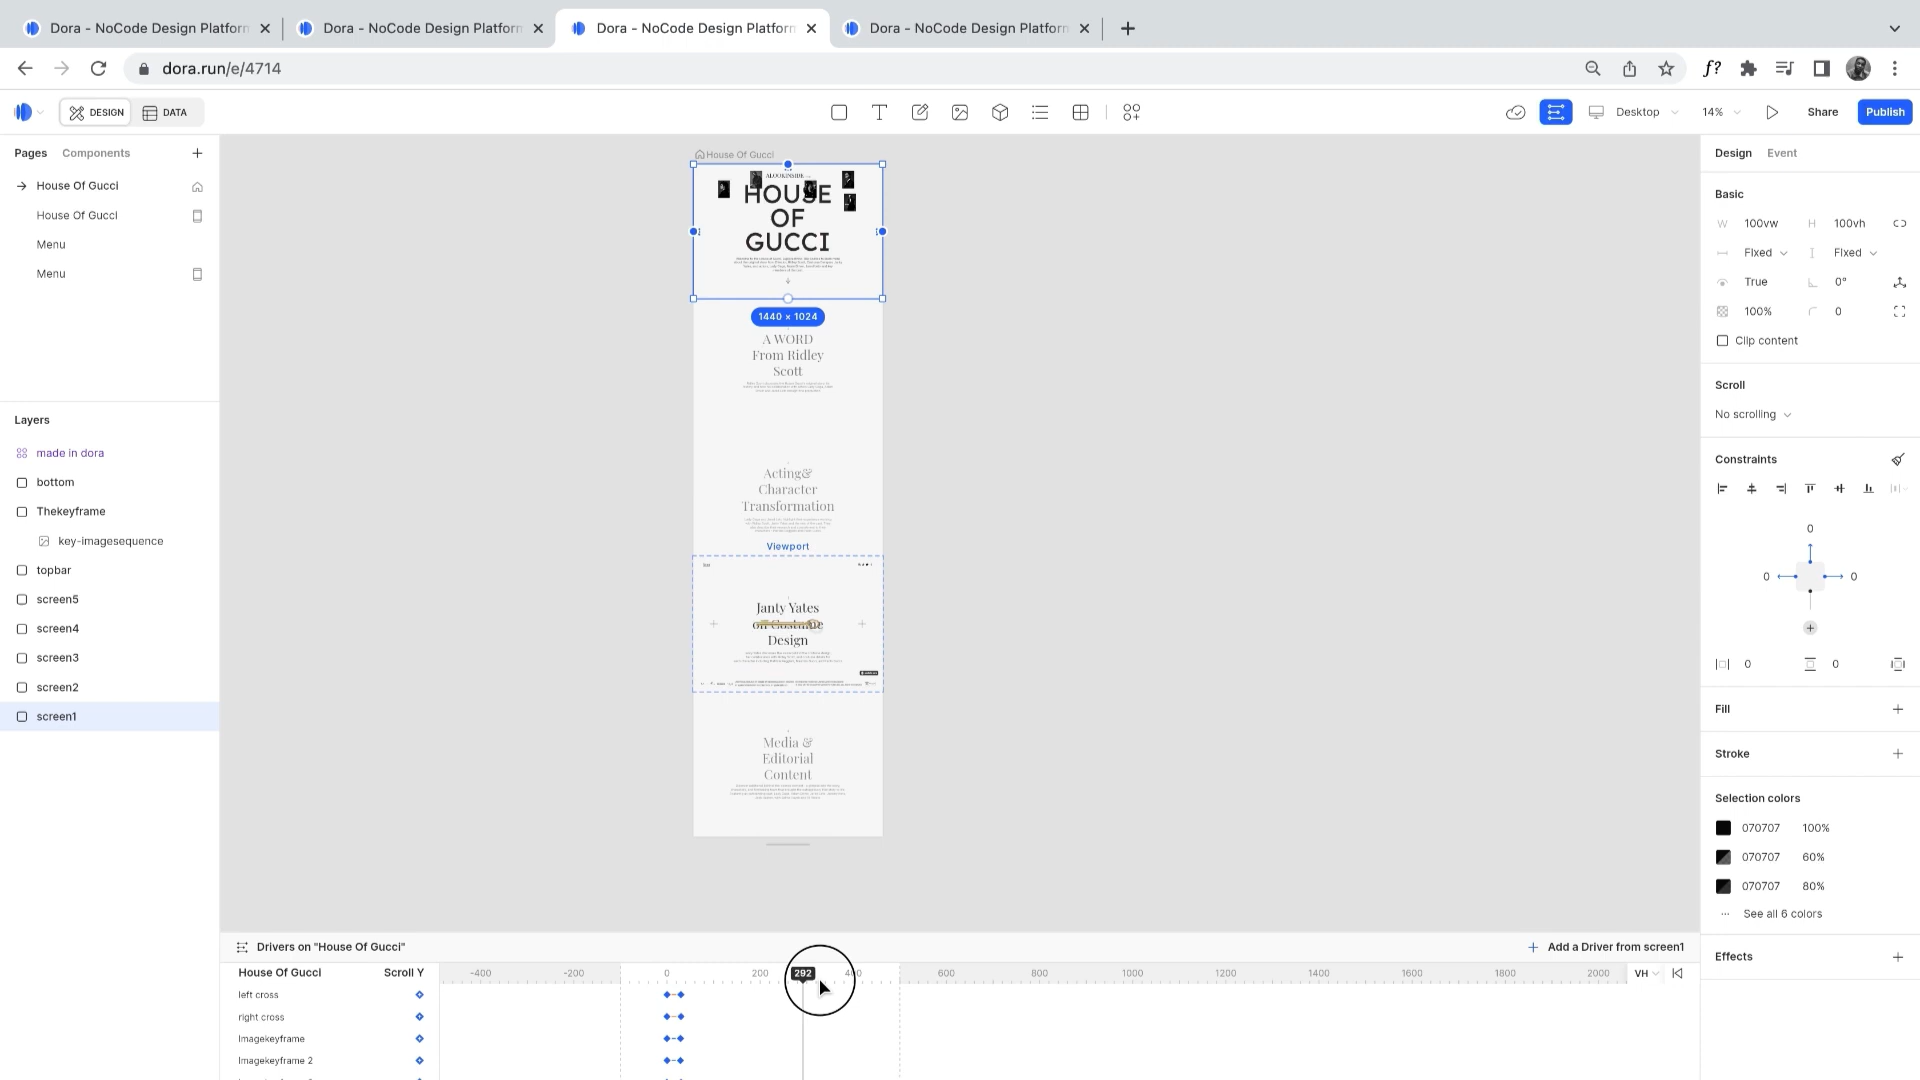 Dora - NoCode Design Platform
Dora - NoCode Design Platform
Dora - NoCode Design Platform
Dora - NoCode Design Platform
dora.run/e/4714
f?
DESIGN
DATA
Desktop
14%
Share
Publish
Pages
Components
House Of Gucci
House Of Gucci
Menu
Menu
Layers
made in dora
bottom
Thekeyframe
key-imagesequence
topbar
screen5
screen4
screen3
screen2
screen1
House Of Gucci
HOUSE
OF
GUCCI
1440 × 1024
A WORD
From Ridley
Scott
Acting&
Character
Transformation
Viewport
Janty Yates
on Costume
Design
Media &
Editorial
Content
Design
Event
Basic
W 100vw H 100vh
Fixed Fixed
True 0°
100% 0
Clip content
Scroll
No scrolling
Constraints
0
0 0
0 0
Fill
Stroke
Selection colors
070707 100%
070707 60%
070707 80%
See all 6 colors
Effects
Drivers on "House Of Gucci"
Add a Driver from screen1
House Of Gucci Scroll Y
-400 -200 0 200 292 400 600 800 1000 1200 1400 1600 1800 2000 VH
left cross
right cross
Imagekeyframe
Imagekeyframe 2